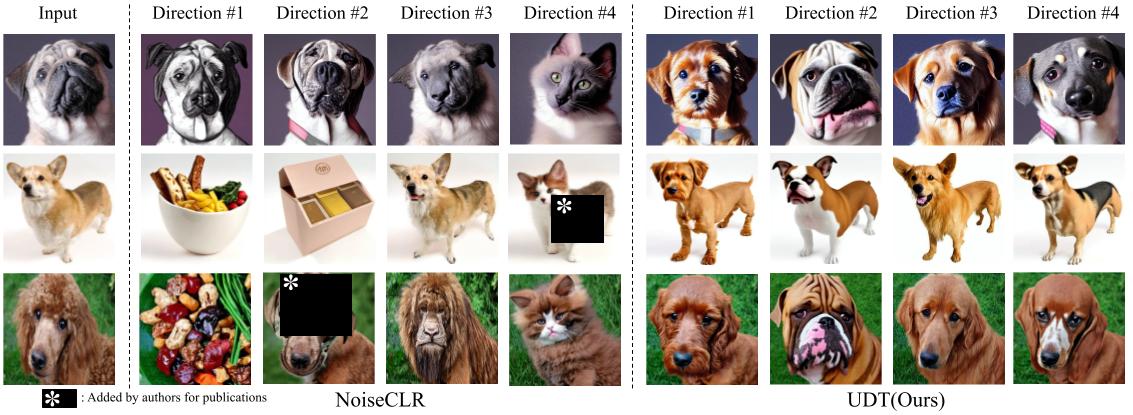 Input Direction #1 Direction #2 Direction #3 Direction #4 Direction #1 Direction #2 Direction #3 Direction #4
*
*
* : Added by authors for publications NoiseCLR UDT(Ours)